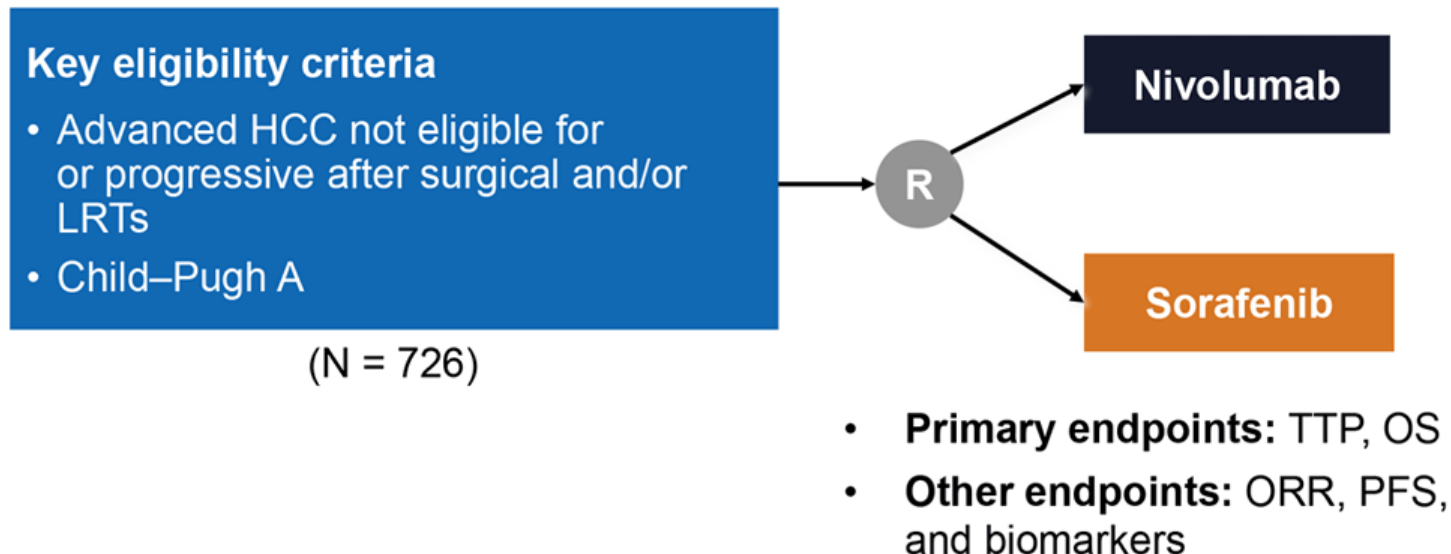 Key eligibility criteria
• Advanced HCC not eligible for
or progressive after surgical and/or
LRTs
• Child–Pugh A
(N = 726)
R
Nivolumab
Sorafenib
• Primary endpoints: TTP, OS
• Other endpoints: ORR, PFS,
and biomarkers